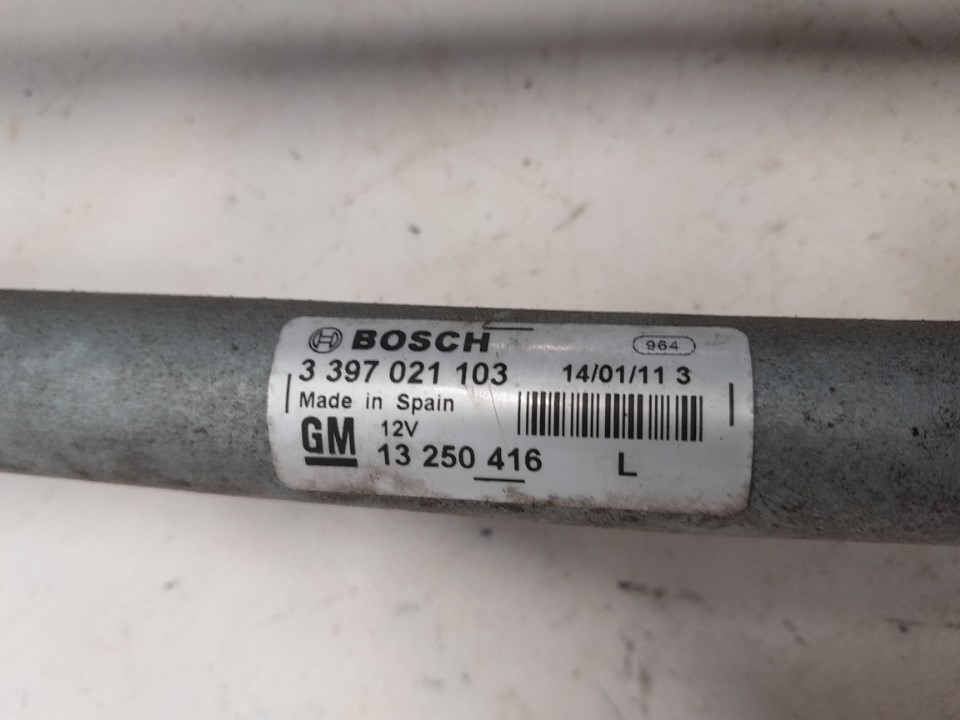 BOSCH 964
3 397 021 103 14/01/11 3
Made in Spain
GM 12V
13 250 416 L